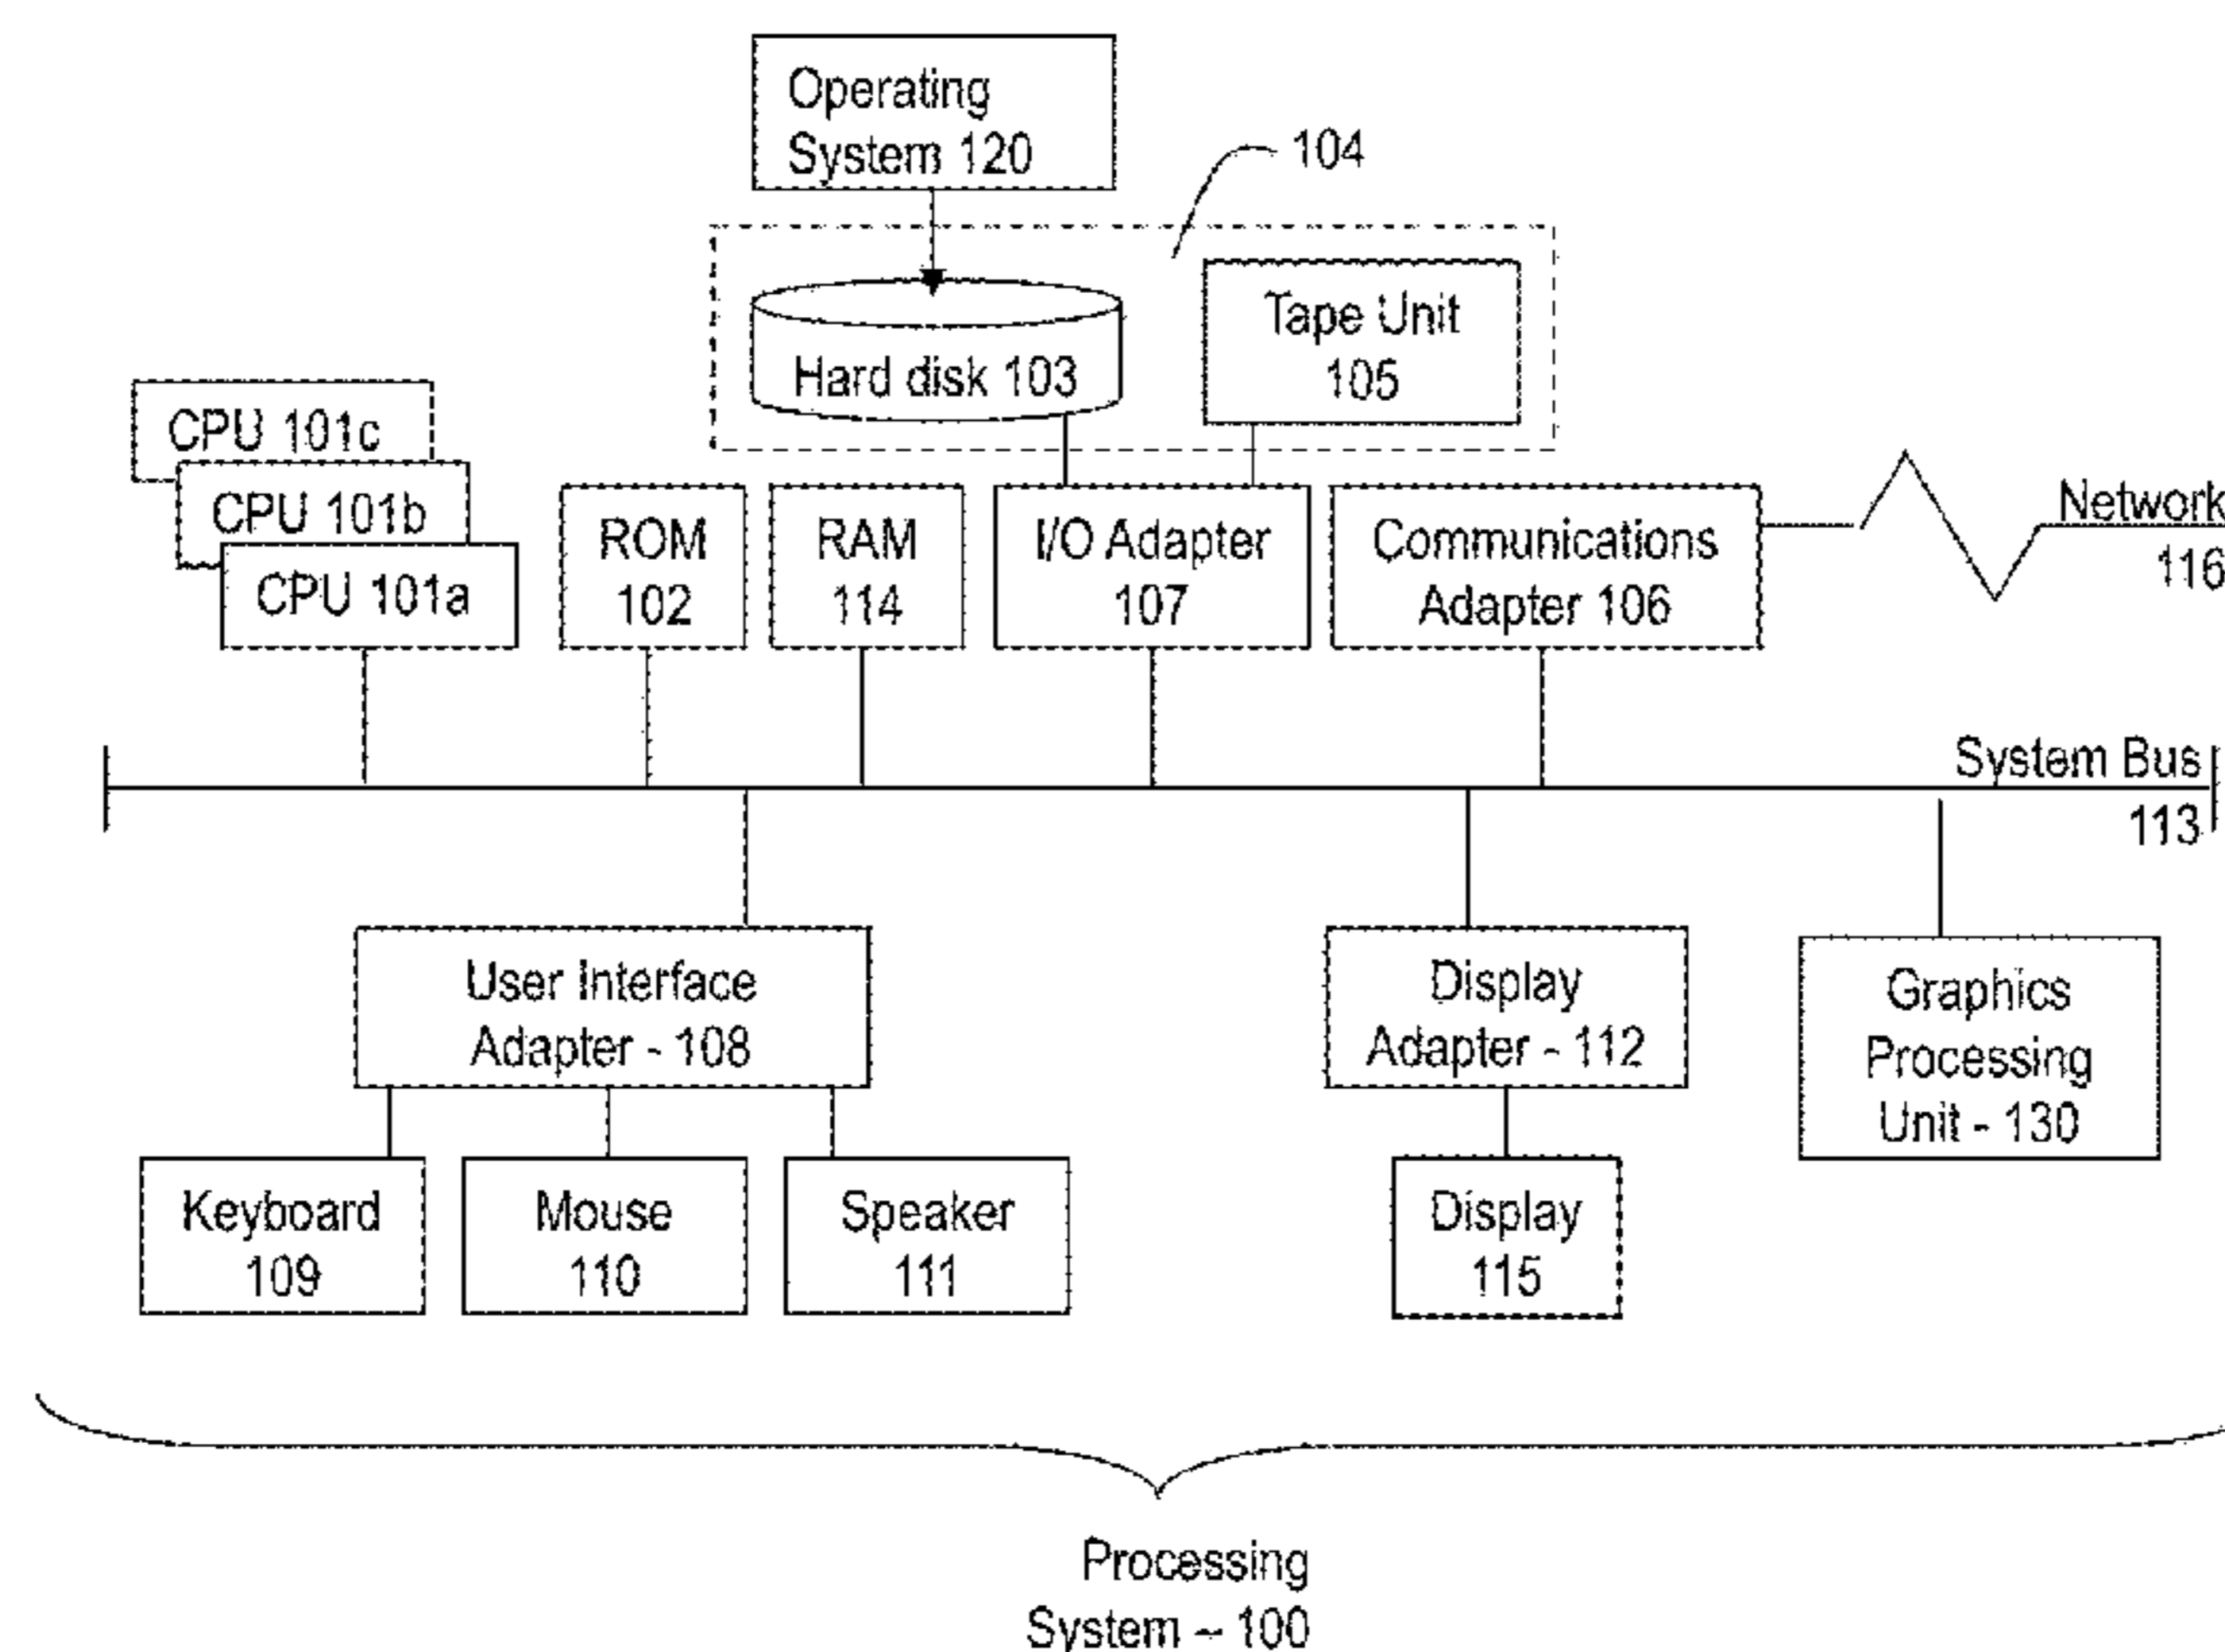 Operating
System 120
104
Hard disk 103
Tape Unit
105
CPU 101c
CPU 101b
CPU 101a
ROM
102
RAM
114
I/O Adapter
107
Communications
Adapter 106
Network
116
System Bus
113
User Interface
Adapter - 108
Display
Adapter - 112
Graphics
Processing
Unit - 130
Keyboard
109
Mouse
110
Speaker
111
Display
115
Processing
System - 100